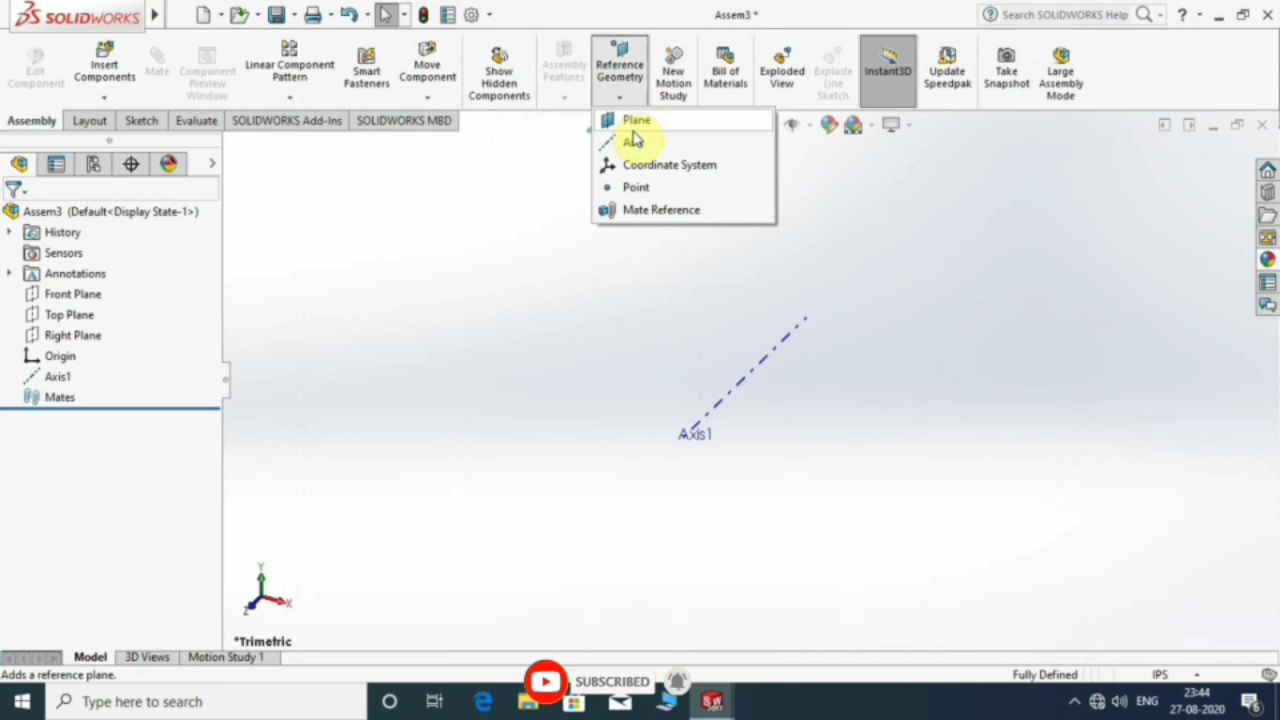 SOLIDWORKS
Assem3 *
Search SOLIDWORKS Help
?
Edit Component
Insert Components
Mate
Component Preview Window
Linear Component Pattern
Smart Fasteners
Move Component
Show Hidden Components
Assembly Features
Reference Geometry
New Motion Study
Bill of Materials
Exploded View
Explode Line Sketch
Instant3D
Update Speedpak
Take Snapshot
Large Assembly Mode
Assembly
Layout
Sketch
Evaluate
SOLIDWORKS Add-Ins
SOLIDWORKS MBD
Plane
Coordinate System
Point
Mate Reference
Assem3 (Default<Display State-1>)
History
Sensors
Annotations
Front Plane
Top Plane
Right Plane
Origin
Axis1
Mates
Axis1
Y
X
Z
*Trimetric
Model
3D Views
Motion Study 1
Adds a reference plane.
Fully Defined
IPS
SUBSCRIBED
Type here to search
ENG
23:44
27-08-2020